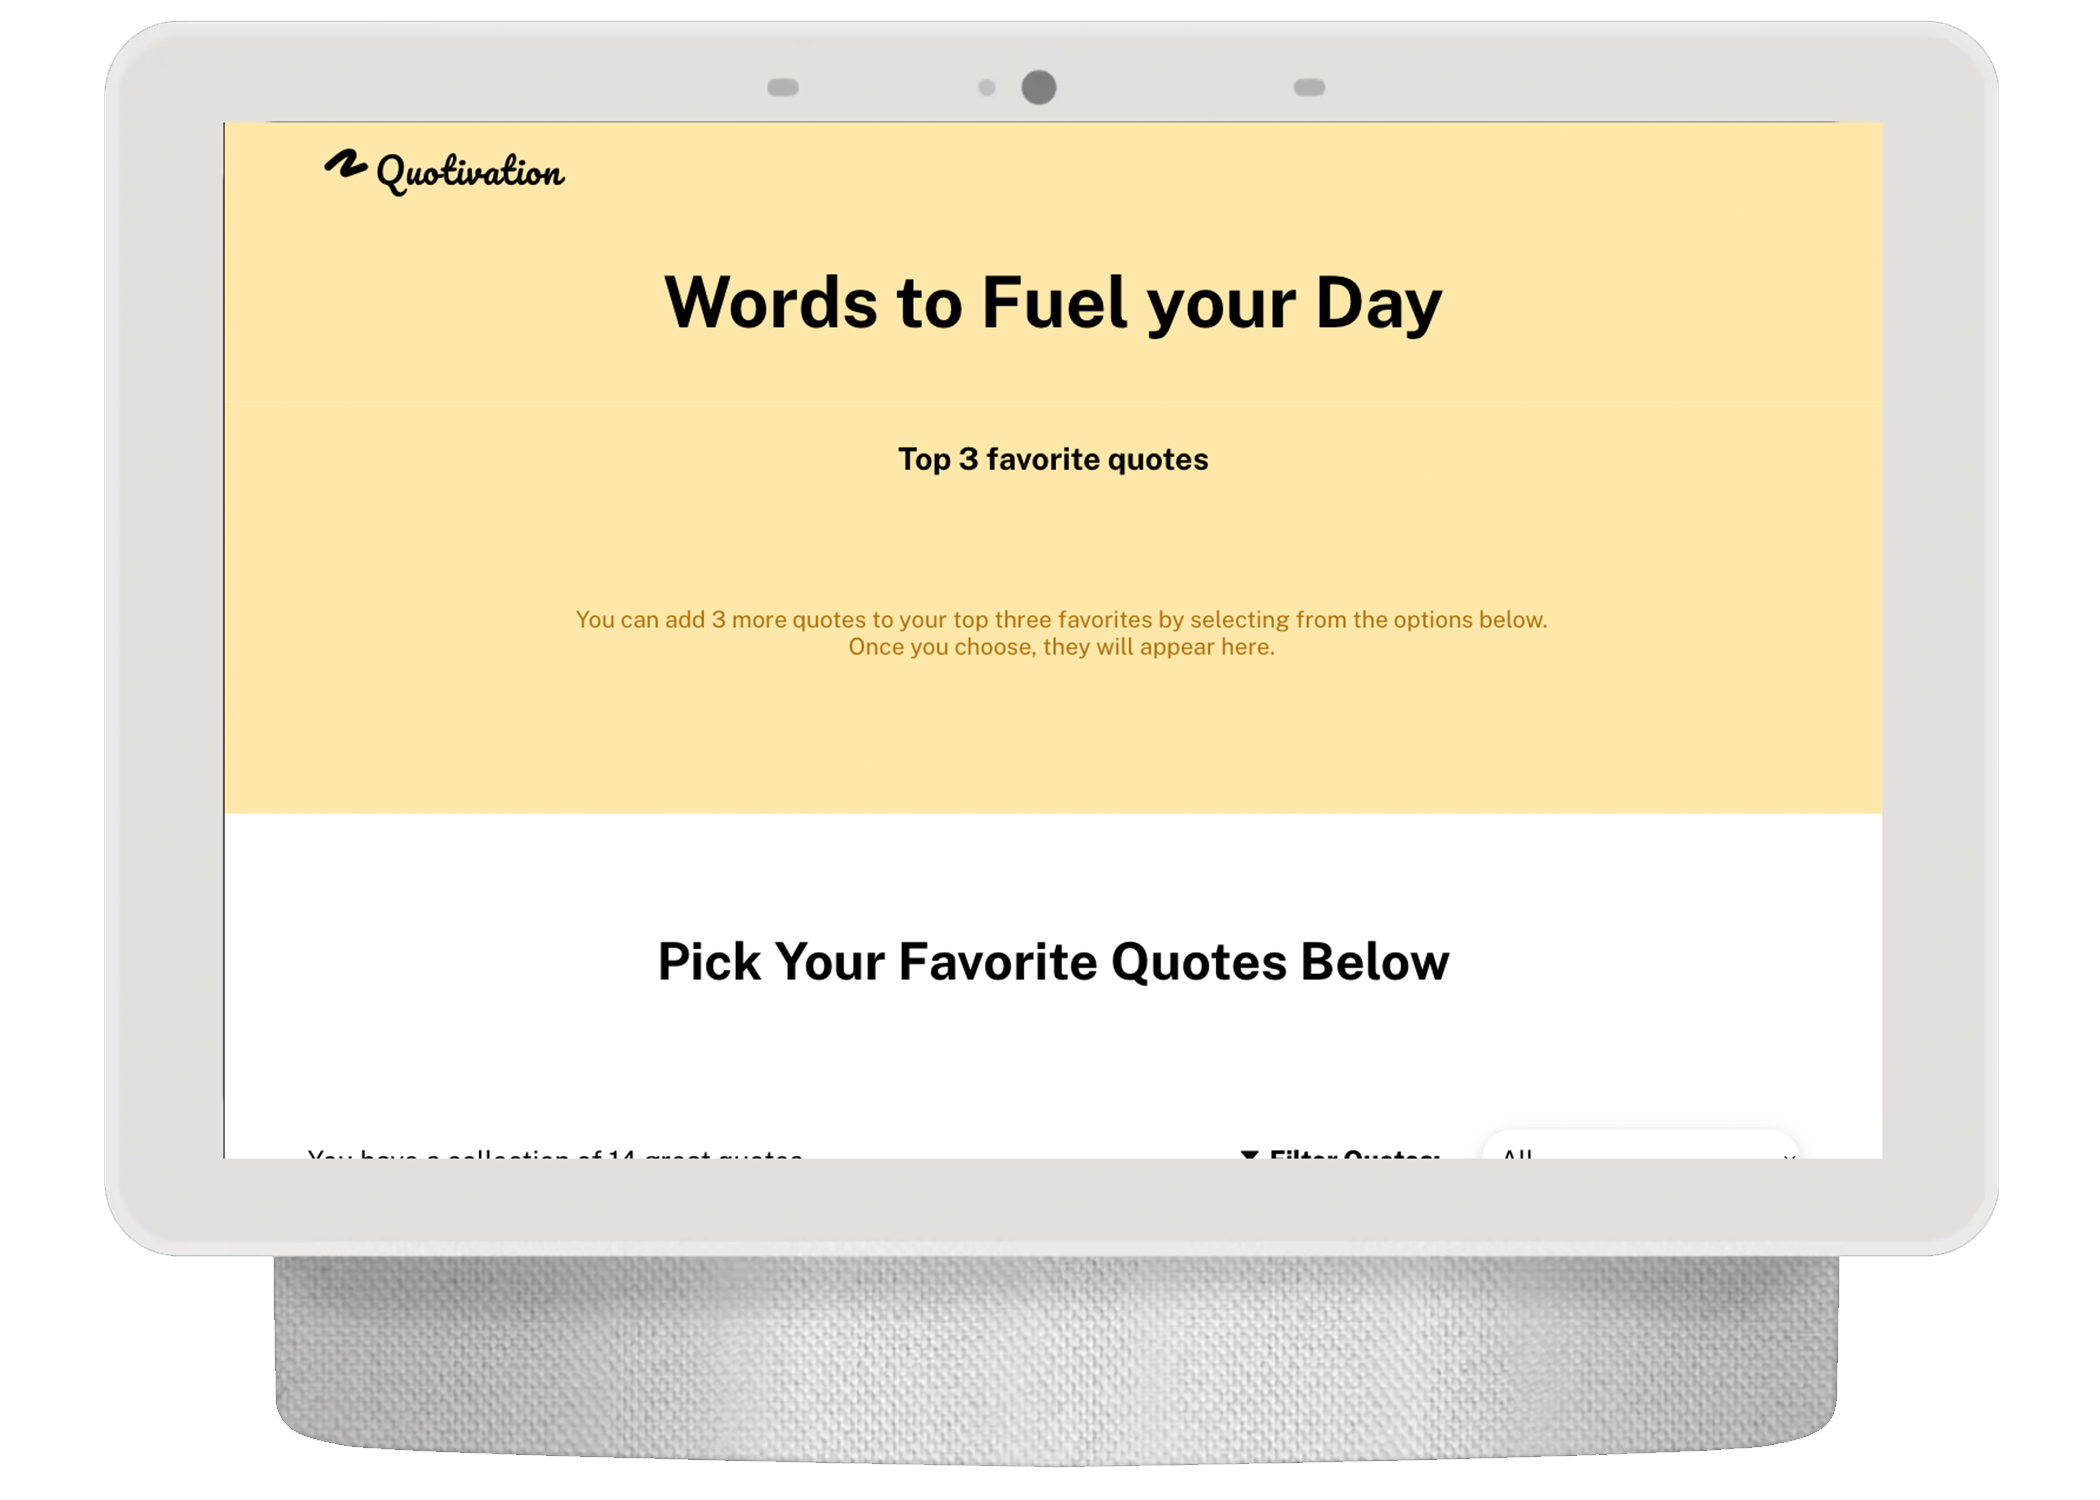 Quotivation
Words to Fuel your Day
Top 3 favorite quotes
You can add 3 more quotes to your top three favorites by selecting from the options below.
Once you choose, they will appear here.
Pick Your Favorite Quotes Below
You have a collection of 14 great quotes
Filter Quotes: All